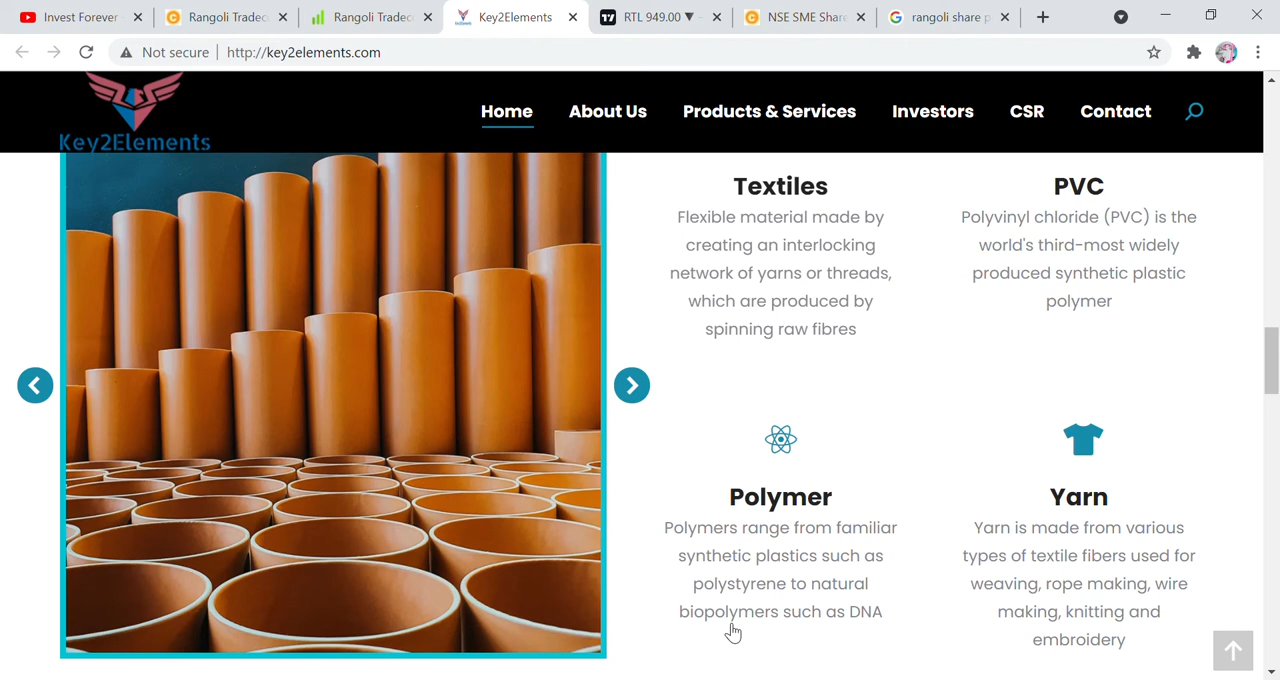 Invest Forever
Rangoli Tradec
Rangoli Tradec
Key2Elements
RTL 949.00 ▼
NSE SME Share
rangoli share p
Not secure
http://key2elements.com
Key2Elements
Home
About Us
Products & Services
Investors
CSR
Contact
Textiles
Flexible material made by
creating an interlocking
network of yarns or threads,
which are produced by
spinning raw fibres
PVC
Polyvinyl chloride (PVC) is the
world's third-most widely
produced synthetic plastic
polymer
Polymer
Polymers range from familiar
synthetic plastics such as
polystyrene to natural
biopolymers such as DNA
Yarn
Yarn is made from various
types of textile fibers used for
weaving, rope making, wire
making, knitting and
embroidery